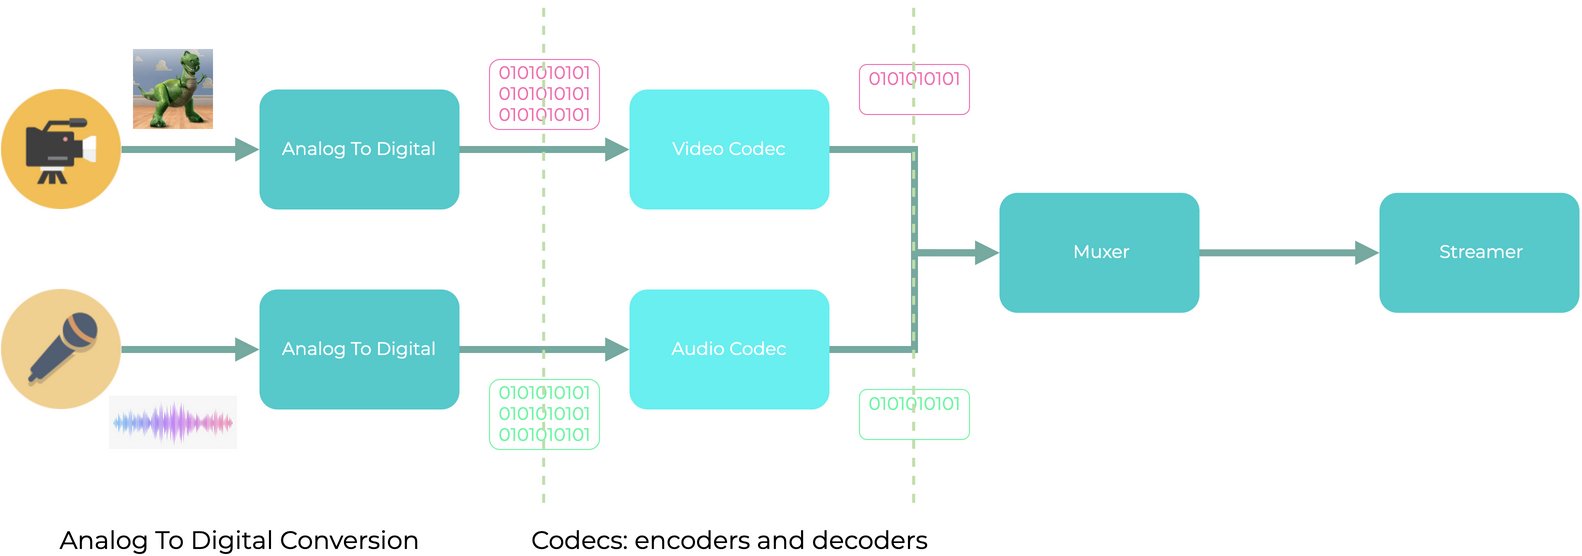 0101010101
0101010101
0101010101
0101010101
Analog To Digital
Video Codec
Muxer
Streamer
Analog To Digital
Audio Codec
0101010101
0101010101
0101010101
0101010101
Analog To Digital Conversion
Codecs: encoders and decoders